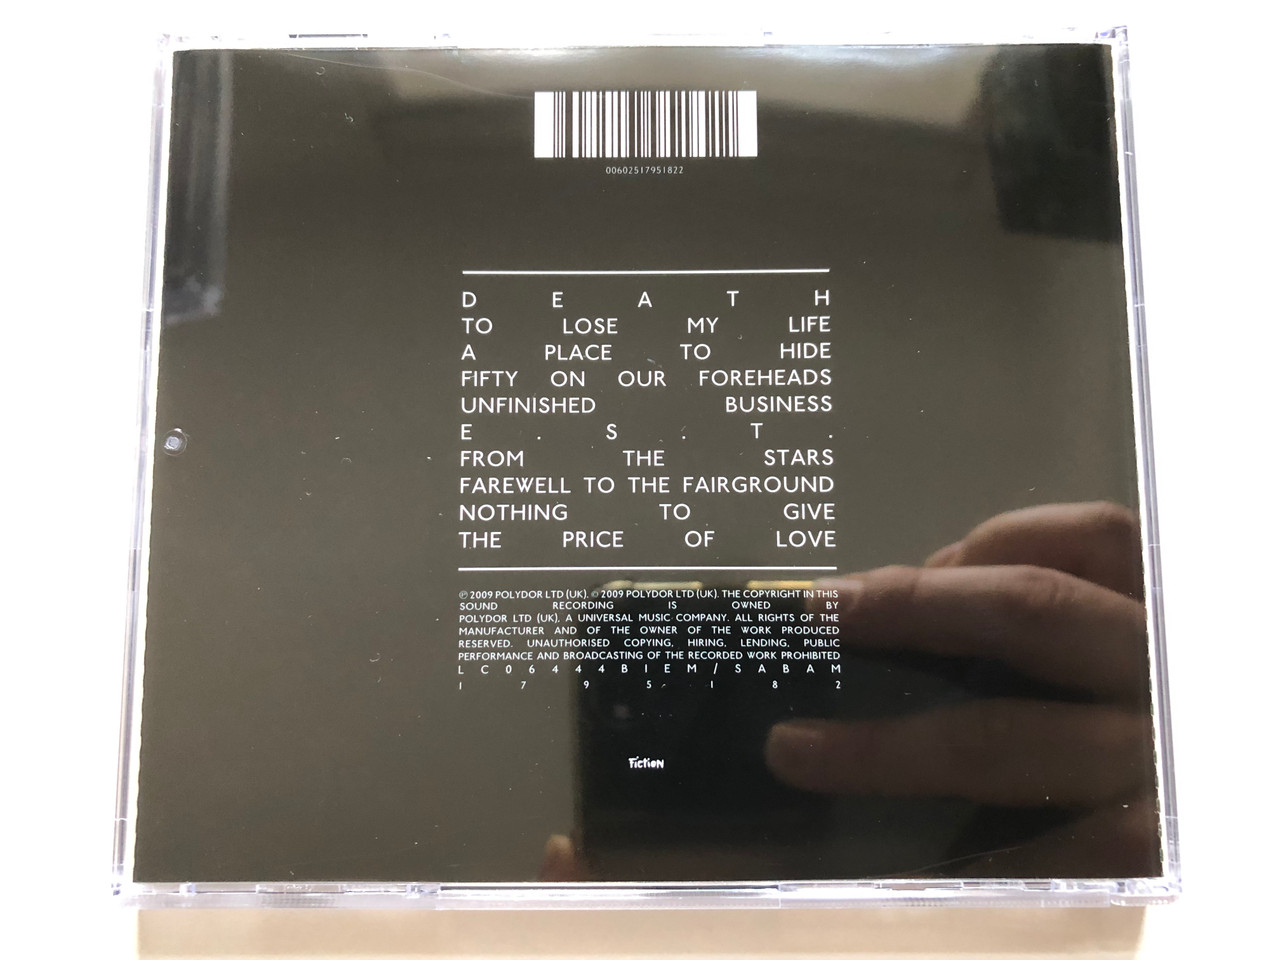 00602517951822
D E A T H
TO LOSE MY LIFE
A PLACE TO HIDE
FIFTY ON OUR FOREHEADS
UNFINISHED BUSINESS
E . S . T .
FROM THE STARS
FAREWELL TO THE FAIRGROUND
NOTHING TO GIVE
THE PRICE OF LOVE
℗ 2009 POLYDOR LTD (UK). © 2009 POLYDOR LTD (UK). THE COPYRIGHT IN THIS
SOUND RECORDING IS OWNED BY
POLYDOR LTD (UK), A UNIVERSAL MUSIC COMPANY. ALL RIGHTS OF THE
MANUFACTURER AND OF THE OWNER OF THE WORK PRODUCED
RESERVED. UNAUTHORISED COPYING, HIRING, LENDING, PUBLIC
PERFORMANCE AND BROADCASTING OF THE RECORDED WORK PROHIBITED
L C 0 6 4 4 4 B I E M / S A B A M
1 7 9 5 1 8 2
Fiction